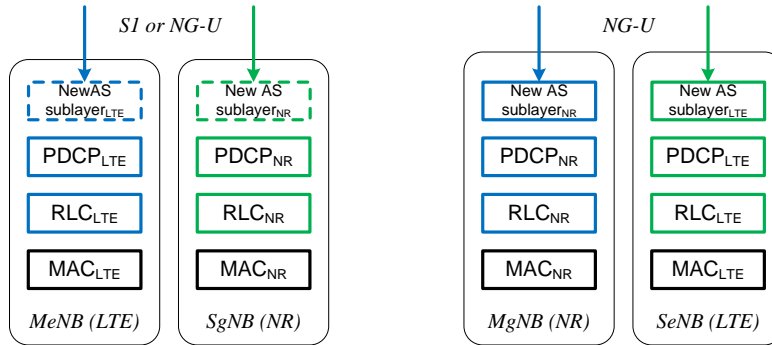 S1 or NG-U
NG-U
NewAS
sublayerLTE
New AS
sublayerNR
New AS
sublayerNR
New AS
sublayerLTE
PDCPLTE
PDCPNR
PDCPNR
PDCPLTE
RLCLTE
RLCNR
RLCNR
RLCLTE
MACLTE
MACNR
MACNR
MACLTE
MeNB (LTE)
SgNB (NR)
MgNB (NR)
SeNB (LTE)